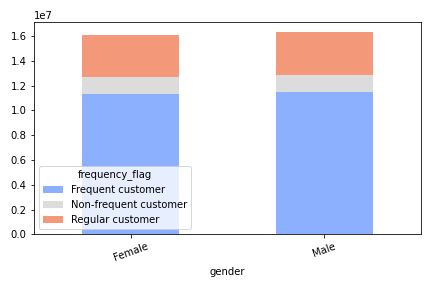 1e7
1.6
1.4
1.2
1.0
0.8
0.6
0.4
0.2
0.0
frequency_flag
Frequent customer
Non-frequent customer
Regular customer
Female
Male
gender